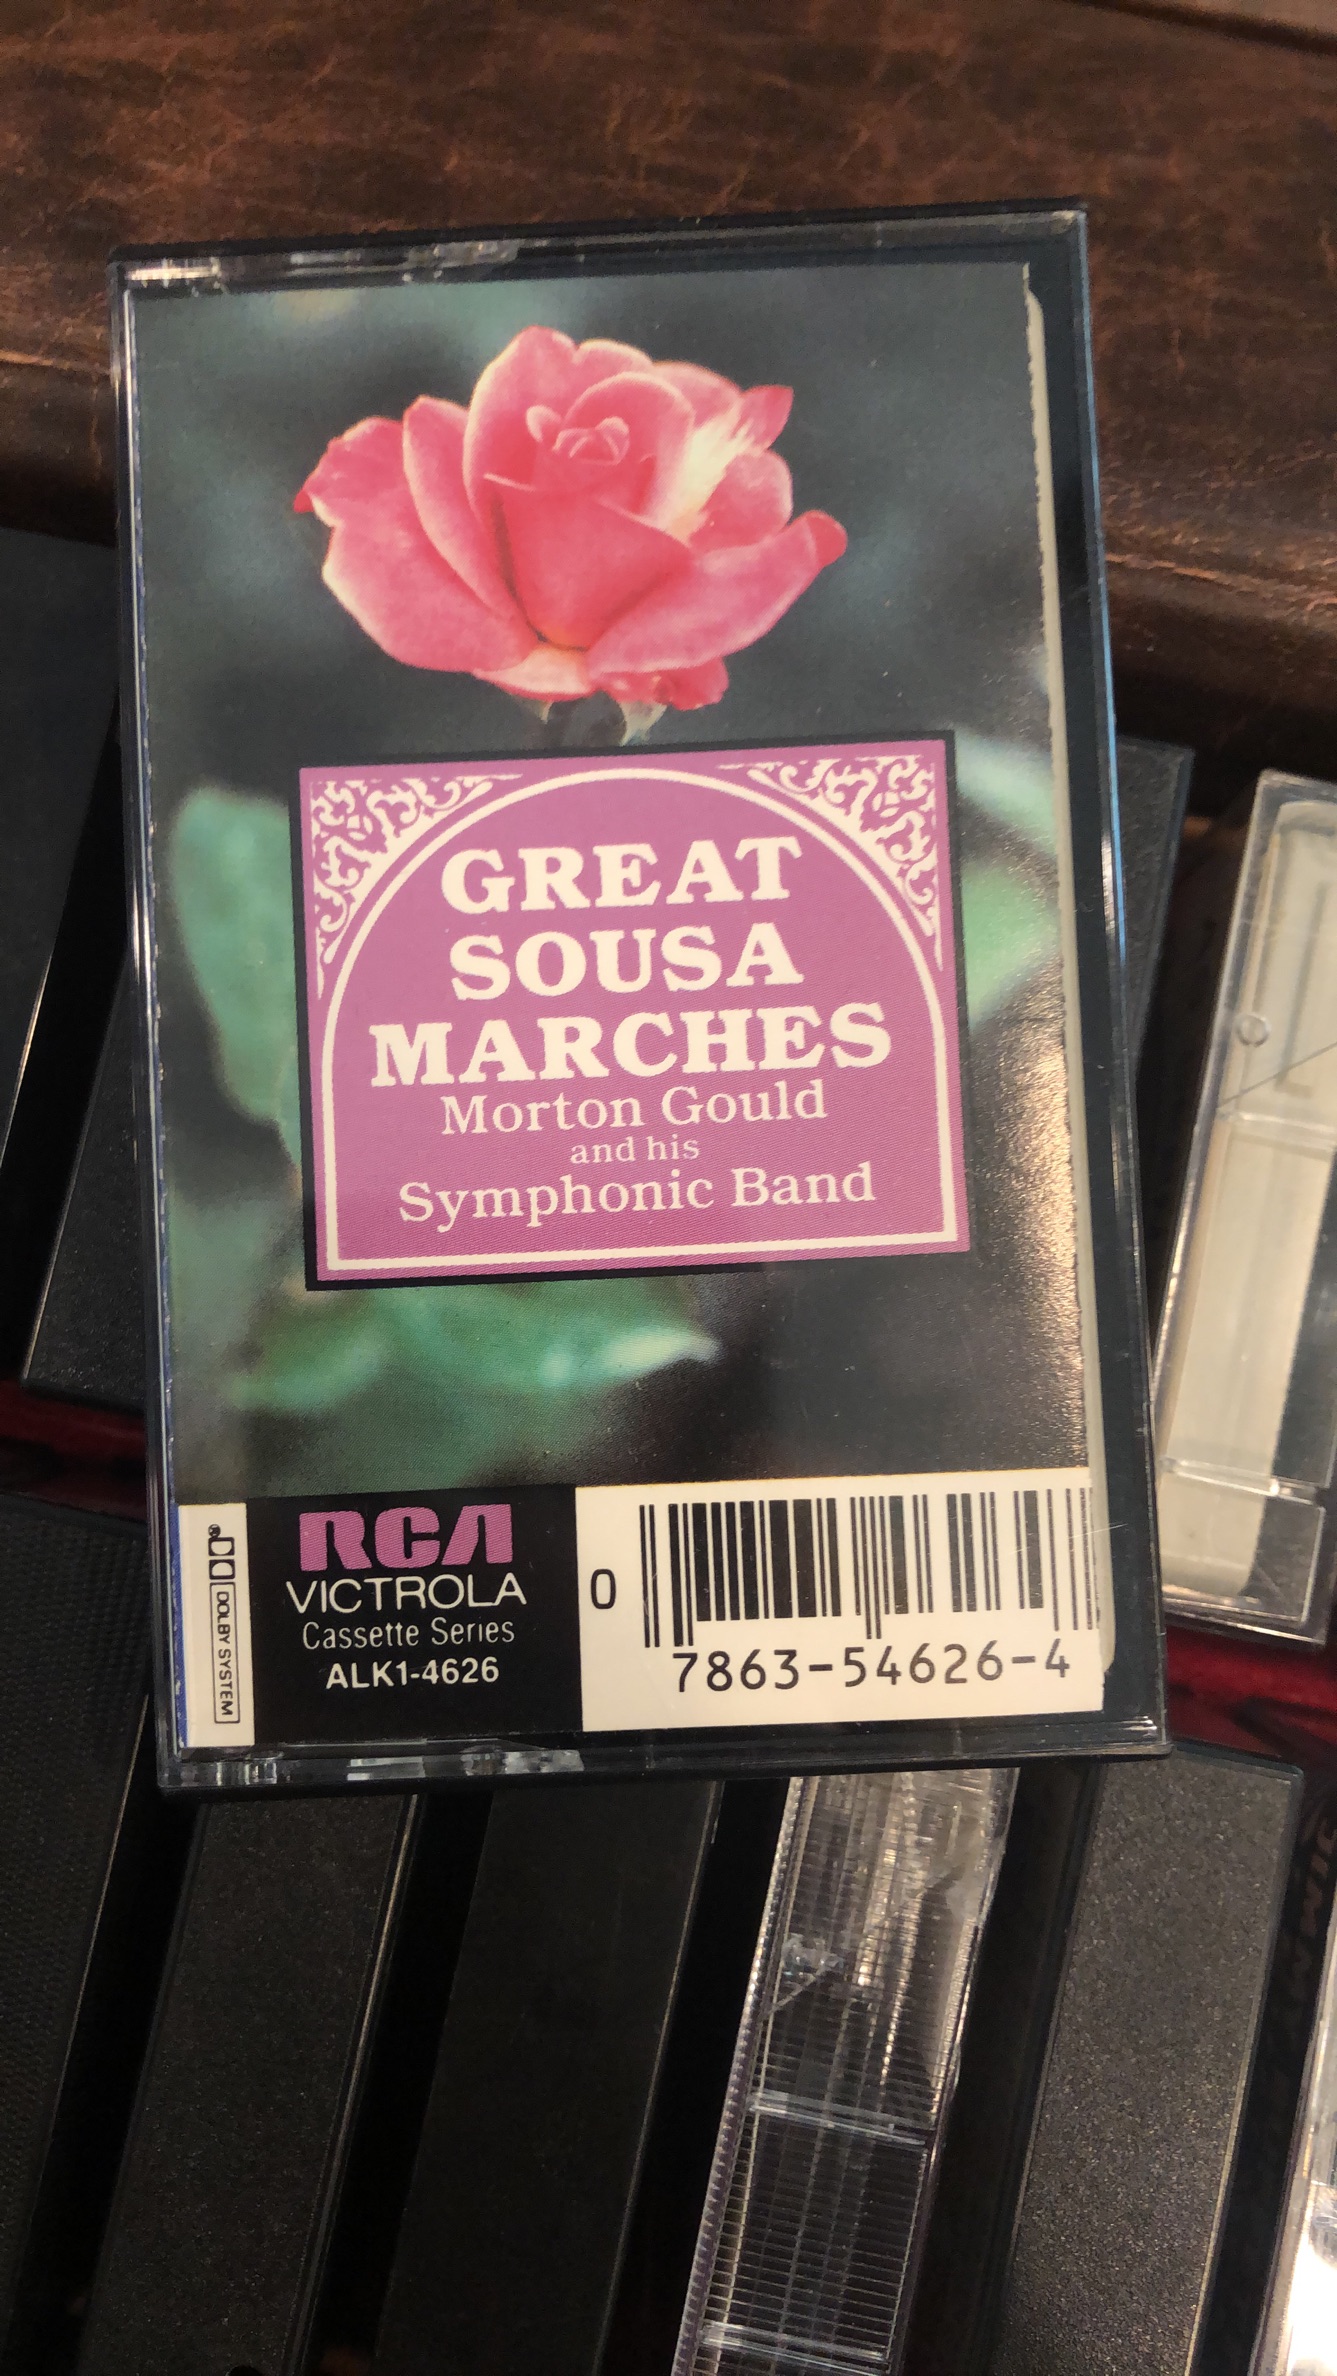 GREAT
SOUSA
MARCHES
Morton Gould
and his
Symphonic Band
® DOLBY SYSTEM
RCA
VICTROLA
Cassette Series
ALK1-4626
0
7863-54626-4